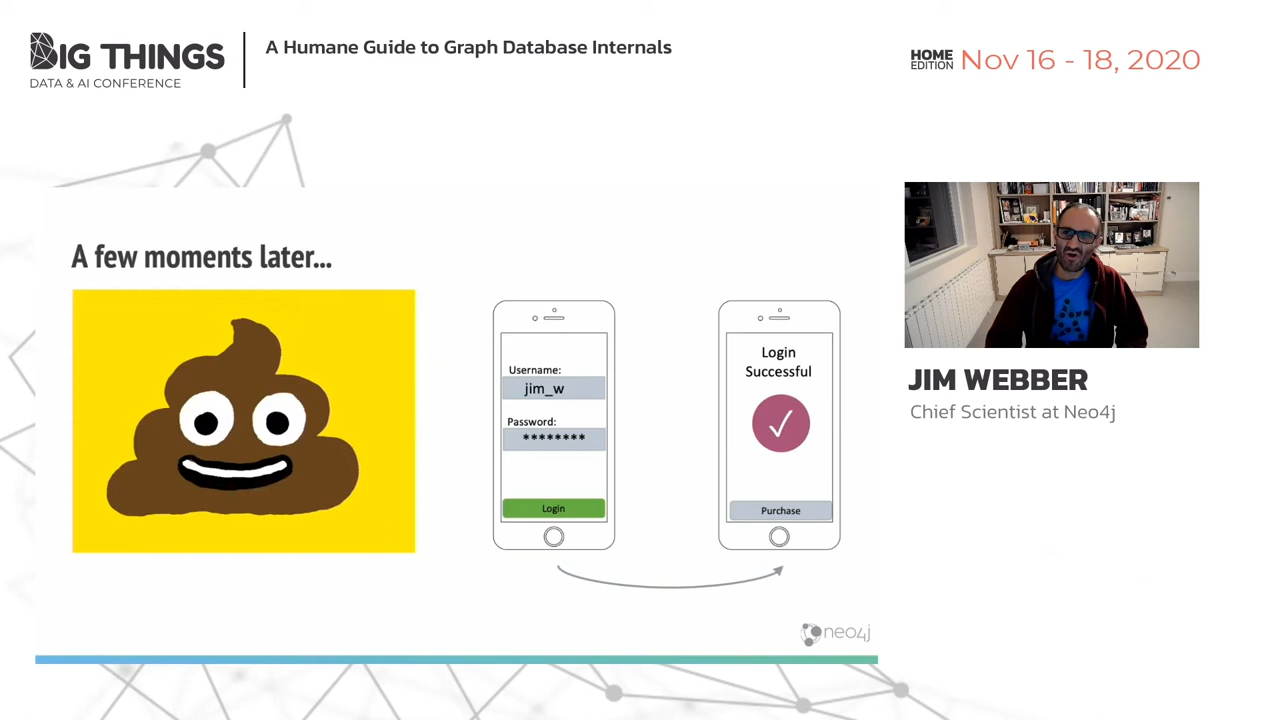 BIG THINGS
DATA & AI CONFERENCE
A Humane Guide to Graph Database Internals
HOME
EDITION
Nov 16 - 18, 2020
A few moments later...
Username:
jim_w
Password:
********
Login
Login
Successful
Purchase
neo4j
JIM WEBBER
Chief Scientist at Neo4j